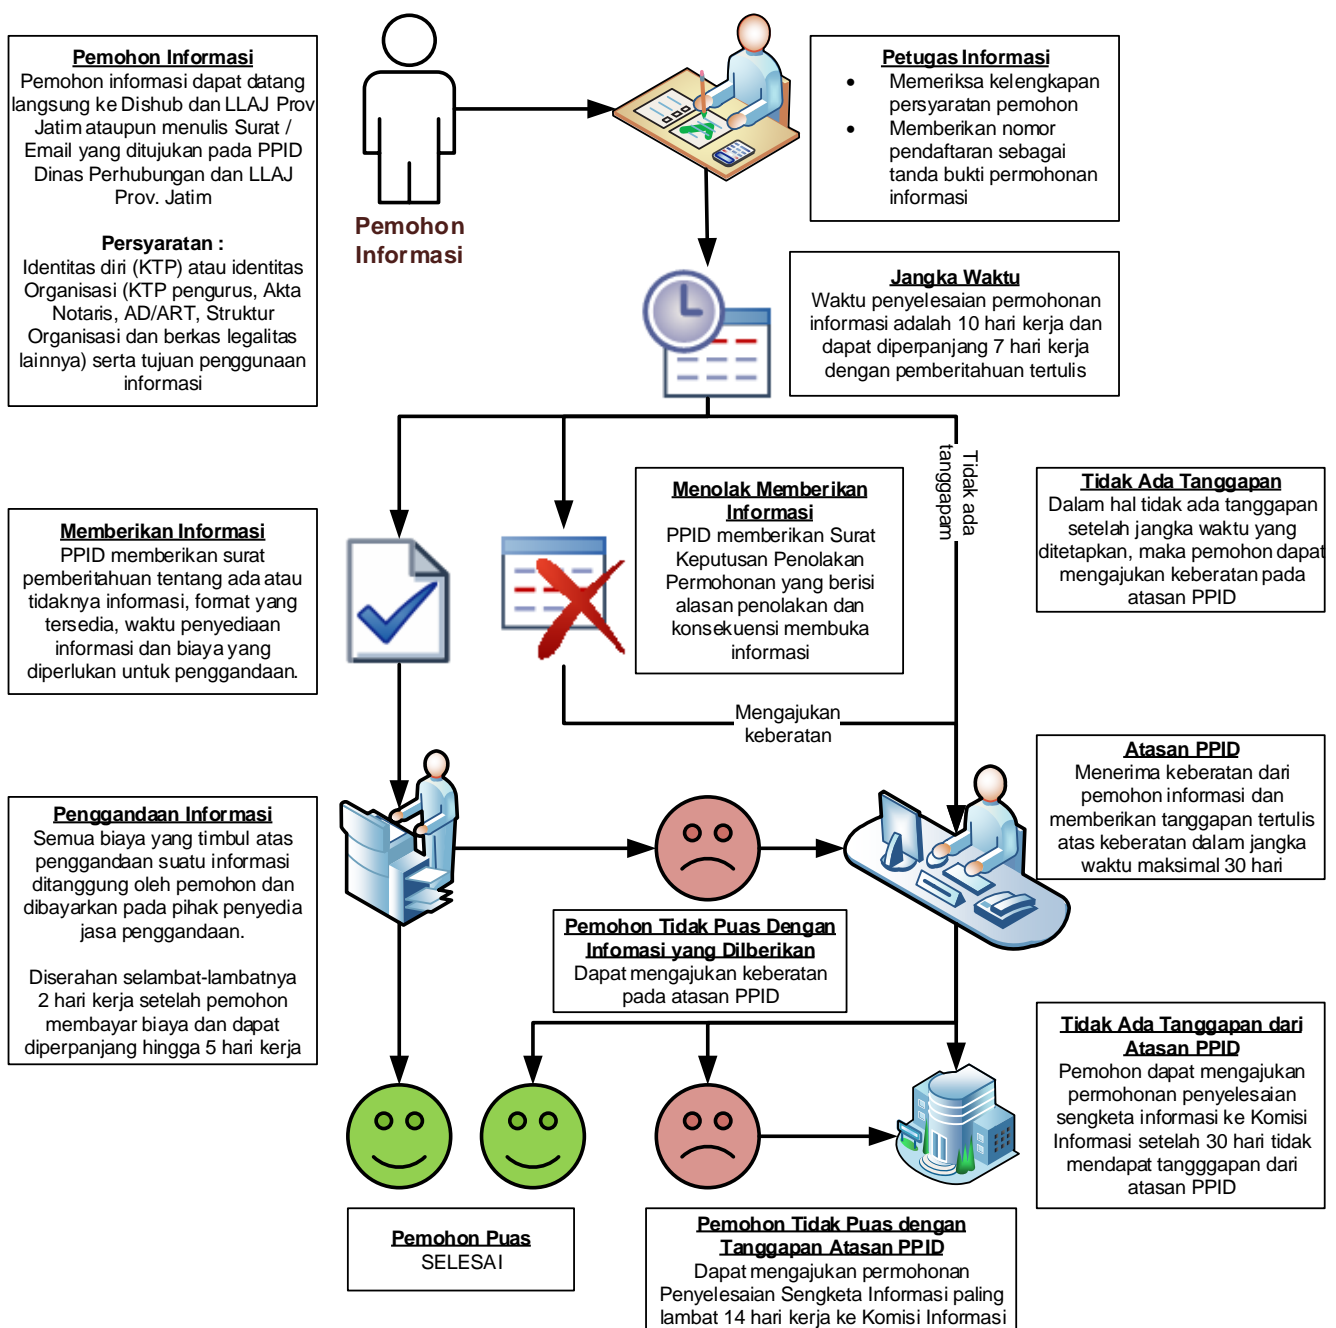 Pemohon Informasi
Pemohon informasi dapat datang
langsung ke Dishub dan LLAJ Prov
Jatim ataupun menulis Surat /
Email yang ditujukan pada PPID
Dinas Perhubungan dan LLAJ
Prov. Jatim
Persyaratan :
Identitas diri (KTP) atau identitas
Organisasi (KTP pengurus, Akta
Notaris, AD/ART, Struktur
Organisasi dan berkas legalitas
lainnya) serta tujuan penggunaan
informasi
Pemohon
Informasi
Petugas Informasi
• Memeriksa kelengkapan
persyaratan pemohon
• Memberikan nomor
pendaftaran sebagai
tanda bukti permohonan
informasi
Jangka Waktu
Waktu penyelesaian permohonan
informasi adalah 10 hari kerja dan
dapat diperpanjang 7 hari kerja
dengan pemberitahuan tertulis
Memberikan Informasi
PPID memberikan surat
pemberitahuan tentang ada atau
tidaknya informasi, format yang
tersedia, waktu penyediaan
informasi dan biaya yang
diperlukan untuk penggandaan.
Menolak Memberikan
Informasi
PPID memberikan Surat
Keputusan Penolakan
Permohonan yang berisi
alasan penolakan dan
konsekuensi membuka
informasi
Tidak ada
tanggapam
Tidak Ada Tanggapan
Dalam hal tidak ada tanggapan
setelah jangka waktu yang
ditetapkan, maka pemohon dapat
mengajukan keberatan pada
atasan PPID
Mengajukan
keberatan
Penggandaan Informasi
Semua biaya yang timbul atas
penggandaan suatu informasi
ditanggung oleh pemohon dan
dibayarkan pada pihak penyedia
jasa penggandaan.
Diserahan selambat-lambatnya
2 hari kerja setelah pemohon
membayar biaya dan dapat
diperpanjang hingga 5 hari kerja
Atasan PPID
Menerima keberatan dari
pemohon informasi dan
memberikan tanggapan tertulis
atas keberatan dalam jangka
waktu maksimal 30 hari
Pemohon Tidak Puas Dengan
Infomasi yang Dilberikan
Dapat mengajukan keberatan
pada atasan PPID
Tidak Ada Tanggapan dari
Atasan PPID
Pemohon dapat mengajukan
permohonan penyelesaian
sengketa informasi ke Komisi
Informasi setelah 30 hari tidak
mendapat tangggapan dari
atasan PPID
Pemohon Puas
SELESAI
Pemohon Tidak Puas dengan
Tanggapan Atasan PPID
Dapat mengajukan permohonan
Penyelesaian Sengketa Informasi paling
lambat 14 hari kerja ke Komisi Informasi